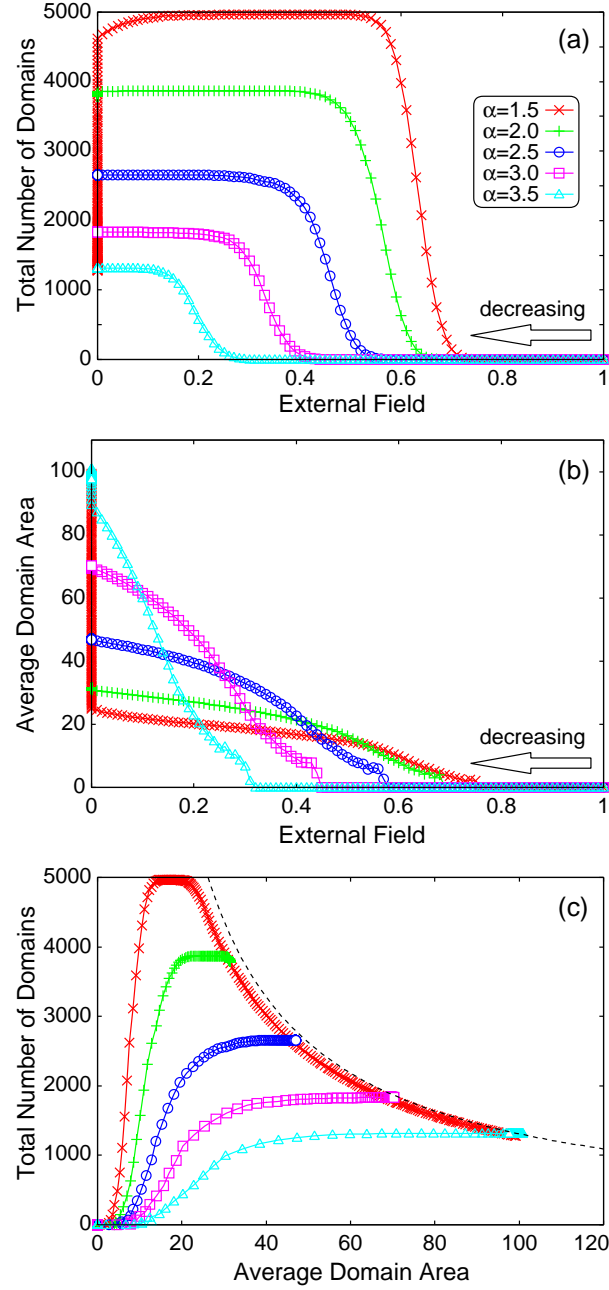 (a)
Total Number of Domains
5000
4000
3000
2000
1000
0
α=1.5
α=2.0
α=2.5
α=3.0
α=3.5
decreasing
0 0.2 0.4 0.6 0.8 1
External Field
(b)
Average Domain Area
100
80
60
40
20
0
decreasing
0 0.2 0.4 0.6 0.8 1
External Field
(c)
Total Number of Domains
5000
4000
3000
2000
1000
0
0 20 40 60 80 100 120
Average Domain Area